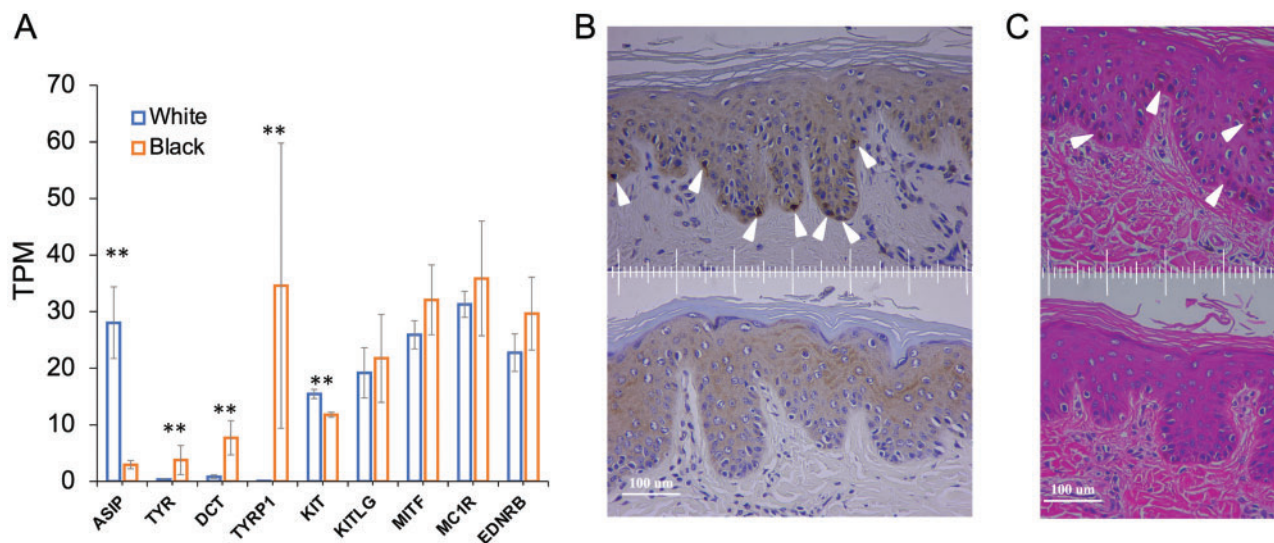 A
B
C
70
60
50
40
30
20
10
0
TPM
White
Black
**
**
**
**
**
ASIP
TYR
DCT
TYRP1
KIT
KITLG
MITF
MC1R
EDNRB
100 um
100 um